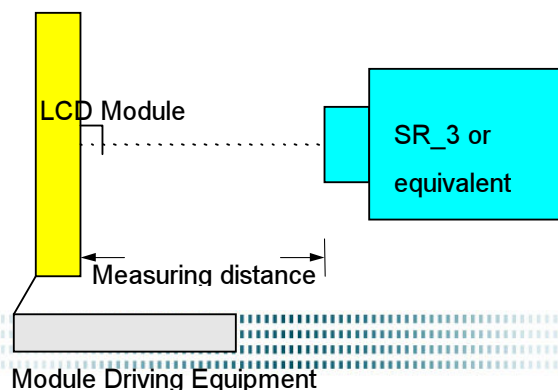 LCD Module
SR_3 or
equivalent
Measuring distance
Module Driving Equipment